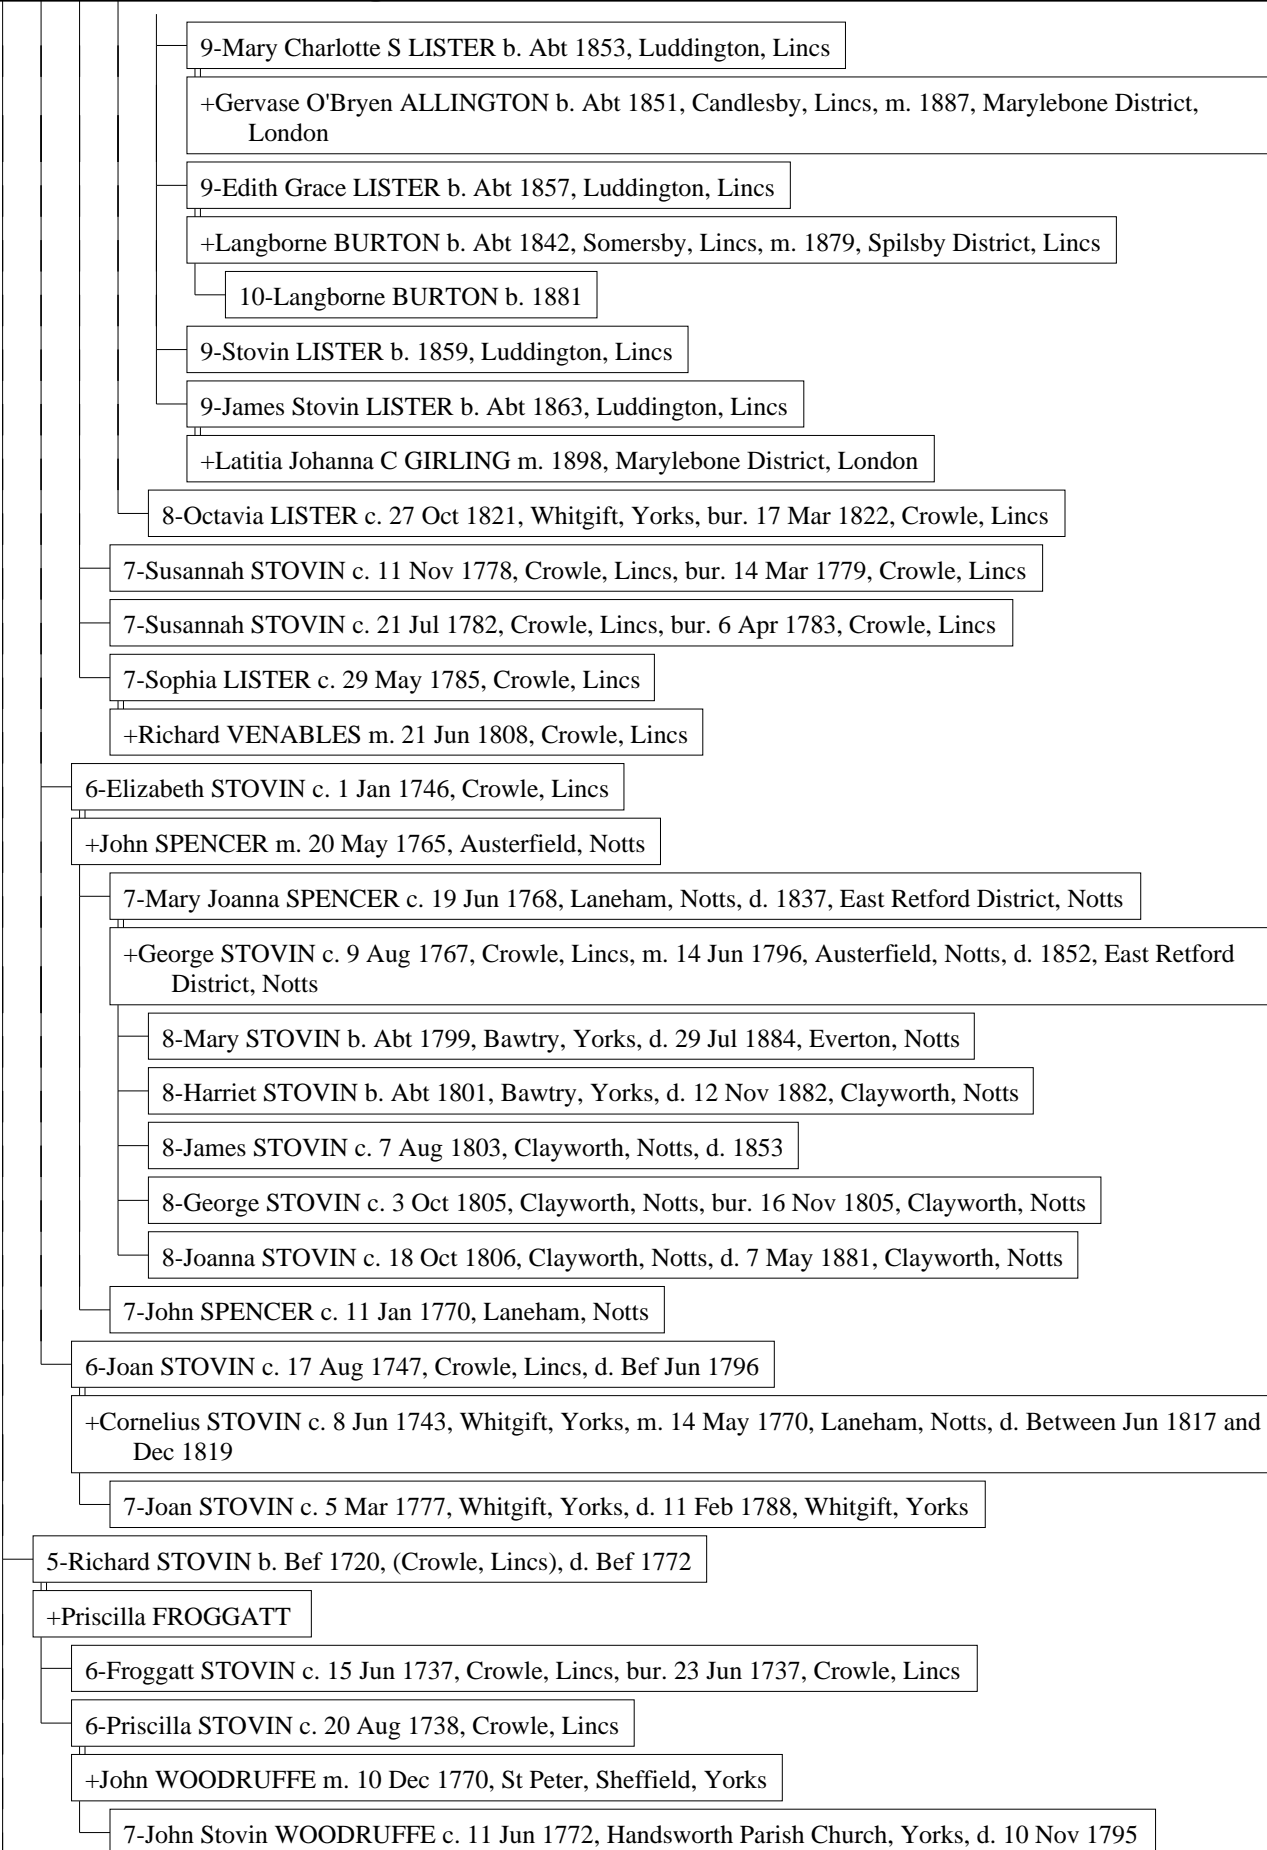 9-Mary Charlotte S LISTER b. Abt 1853, Luddington, Lincs
+Gervase O'Bryen ALLINGTON b. Abt 1851, Candlesby, Lincs, m. 1887, Marylebone District,
London
9-Edith Grace LISTER b. Abt 1857, Luddington, Lincs
+Langborne BURTON b. Abt 1842, Somersby, Lincs, m. 1879, Spilsby District, Lincs
10-Langborne BURTON b. 1881
9-Stovin LISTER b. 1859, Luddington, Lincs
9-James Stovin LISTER b. Abt 1863, Luddington, Lincs
+Latitia Johanna C GIRLING m. 1898, Marylebone District, London
8-Octavia LISTER c. 27 Oct 1821, Whitgift, Yorks, bur. 17 Mar 1822, Crowle, Lincs
7-Susannah STOVIN c. 11 Nov 1778, Crowle, Lincs, bur. 14 Mar 1779, Crowle, Lincs
7-Susannah STOVIN c. 21 Jul 1782, Crowle, Lincs, bur. 6 Apr 1783, Crowle, Lincs
7-Sophia LISTER c. 29 May 1785, Crowle, Lincs
+Richard VENABLES m. 21 Jun 1808, Crowle, Lincs
6-Elizabeth STOVIN c. 1 Jan 1746, Crowle, Lincs
+John SPENCER m. 20 May 1765, Austerfield, Notts
7-Mary Joanna SPENCER c. 19 Jun 1768, Laneham, Notts, d. 1837, East Retford District, Notts
+George STOVIN c. 9 Aug 1767, Crowle, Lincs, m. 14 Jun 1796, Austerfield, Notts, d. 1852, East Retford
District, Notts
8-Mary STOVIN b. Abt 1799, Bawtry, Yorks, d. 29 Jul 1884, Everton, Notts
8-Harriet STOVIN b. Abt 1801, Bawtry, Yorks, d. 12 Nov 1882, Clayworth, Notts
8-James STOVIN c. 7 Aug 1803, Clayworth, Notts, d. 1853
8-George STOVIN c. 3 Oct 1805, Clayworth, Notts, bur. 16 Nov 1805, Clayworth, Notts
8-Joanna STOVIN c. 18 Oct 1806, Clayworth, Notts, d. 7 May 1881, Clayworth, Notts
7-John SPENCER c. 11 Jan 1770, Laneham, Notts
6-Joan STOVIN c. 17 Aug 1747, Crowle, Lincs, d. Bef Jun 1796
+Cornelius STOVIN c. 8 Jun 1743, Whitgift, Yorks, m. 14 May 1770, Laneham, Notts, d. Between Jun 1817 and
Dec 1819
7-Joan STOVIN c. 5 Mar 1777, Whitgift, Yorks, d. 11 Feb 1788, Whitgift, Yorks
5-Richard STOVIN b. Bef 1720, (Crowle, Lincs), d. Bef 1772
+Priscilla FROGGATT
6-Froggatt STOVIN c. 15 Jun 1737, Crowle, Lincs, bur. 23 Jun 1737, Crowle, Lincs
6-Priscilla STOVIN c. 20 Aug 1738, Crowle, Lincs
+John WOODRUFFE m. 10 Dec 1770, St Peter, Sheffield, Yorks
7-John Stovin WOODRUFFE c. 11 Jun 1772, Handsworth Parish Church, Yorks, d. 10 Nov 1795